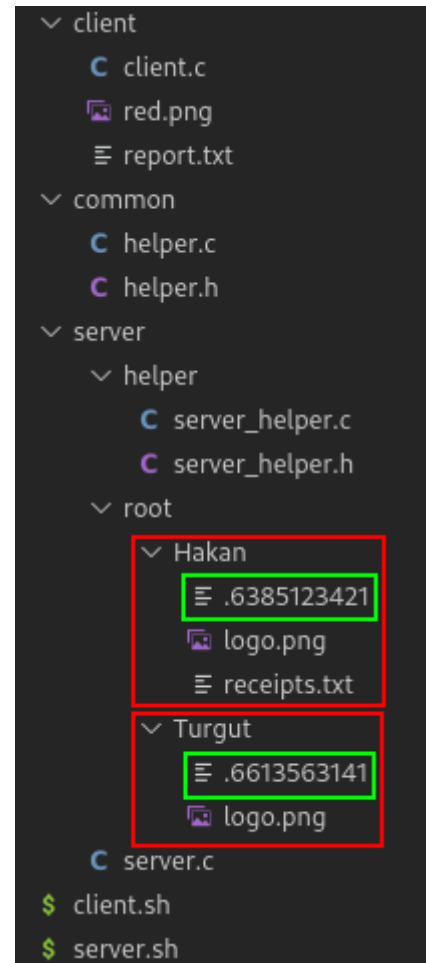 client
C client.c
red.png
report.txt
common
C helper.c
C helper.h
server
helper
C server_helper.c
C server_helper.h
root
Hakan
.6385123421
logo.png
receipts.txt
Turgut
.6613563141
logo.png
C server.c
$ client.sh
$ server.sh